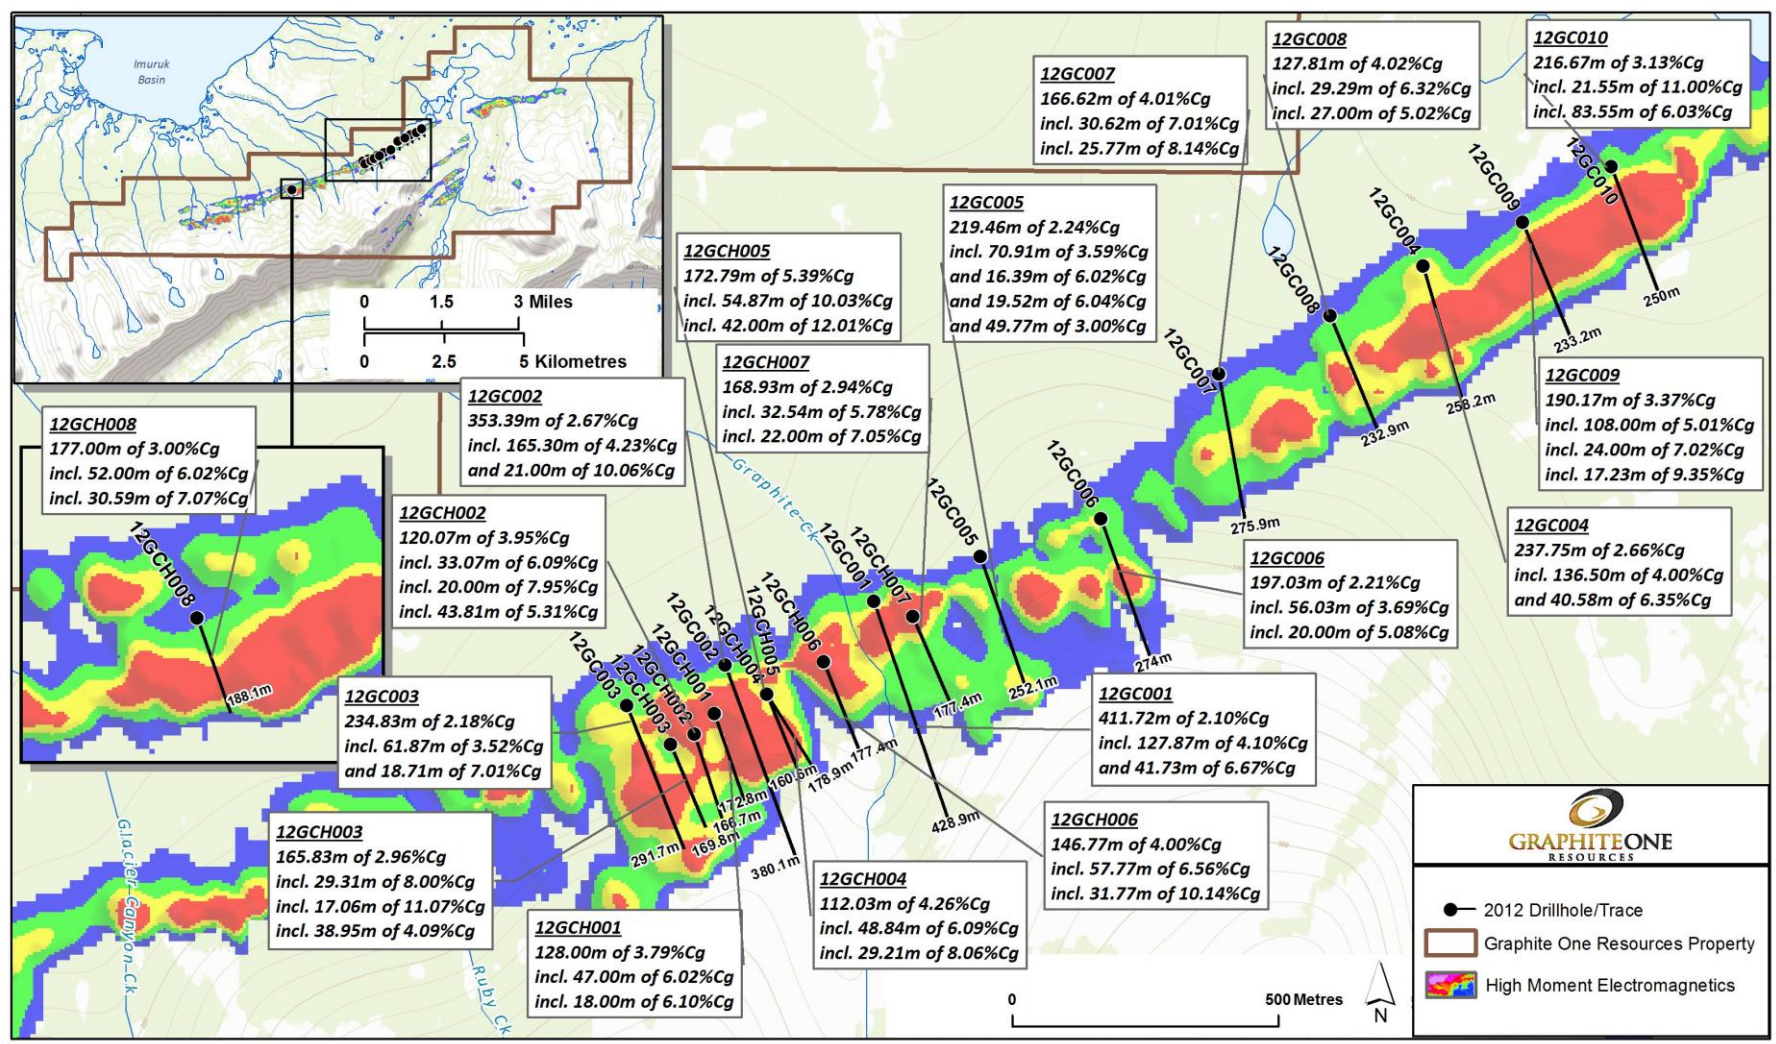 Imuruk
Basin
0 1.5 3 Miles
0 2.5 5 Kilometres
12GC007
166.62m of 4.01%Cg
incl. 30.62m of 7.01%Cg
incl. 25.77m of 8.14%Cg
12GC008
127.81m of 4.02%Cg
incl. 29.29m of 6.32%Cg
incl. 27.00m of 5.02%Cg
12GC010
216.67m of 3.13%Cg
incl. 21.55m of 11.00%Cg
incl. 83.55m of 6.03%Cg
12GCH005
172.79m of 5.39%Cg
incl. 54.87m of 10.03%Cg
incl. 42.00m of 12.01%Cg
12GC005
219.46m of 2.24%Cg
incl. 70.91m of 3.59%Cg
and 16.39m of 6.02%Cg
and 19.52m of 6.04%Cg
and 49.77m of 3.00%Cg
12GCH007
168.93m of 2.94%Cg
incl. 32.54m of 5.78%Cg
incl. 22.00m of 7.05%Cg
12GC002
353.39m of 2.67%Cg
incl. 165.30m of 4.23%Cg
and 21.00m of 10.06%Cg
12GCH008
177.00m of 3.00%Cg
incl. 52.00m of 6.02%Cg
incl. 30.59m of 7.07%Cg
12GCH002
120.07m of 3.95%Cg
incl. 33.07m of 6.09%Cg
incl. 20.00m of 7.95%Cg
incl. 43.81m of 5.31%Cg
12GC009
190.17m of 3.37%Cg
incl. 108.00m of 5.01%Cg
incl. 24.00m of 7.02%Cg
incl. 17.23m of 9.35%Cg
12GC004
237.75m of 2.66%Cg
incl. 136.50m of 4.00%Cg
and 40.58m of 6.35%Cg
12GC006
197.03m of 2.21%Cg
incl. 56.03m of 3.69%Cg
incl. 20.00m of 5.08%Cg
12GC003
234.83m of 2.18%Cg
incl. 61.87m of 3.52%Cg
and 18.71m of 7.01%Cg
12GC001
411.72m of 2.10%Cg
incl. 127.87m of 4.10%Cg
and 41.73m of 6.67%Cg
12GCH003
165.83m of 2.96%Cg
incl. 29.31m of 8.00%Cg
incl. 17.06m of 11.07%Cg
incl. 38.95m of 4.09%Cg
12GCH006
146.77m of 4.00%Cg
incl. 57.77m of 6.56%Cg
incl. 31.77m of 10.14%Cg
12GCH004
112.03m of 4.26%Cg
incl. 48.84m of 6.09%Cg
incl. 29.21m of 8.06%Cg
12GCH001
128.00m of 3.79%Cg
incl. 47.00m of 6.02%Cg
incl. 18.00m of 6.10%Cg
12GCH008
188.1m
12GC003
12GCH003
12GCH002
12GCH001
12GC002
12GCH004
12GCH005
12GCH006
12GC001
12GCH007
12GC005
12GC006
12GC007
12GC008
12GC004
12GC009
12GC010
291.7m
169.8m
166.7m
172.8m
380.1m
160.6m
178.9m
177.4m
428.9m
177.4m
252.1m
274m
275.9m
232.9m
258.2m
233.2m
250m
Graphite Ck
Glacier Canyon Ck
Ruby Ck
0 500 Metres
N
GRAPHITEONE
RESOURCES
2012 Drillhole/Trace
Graphite One Resources Property
High Moment Electromagnetics